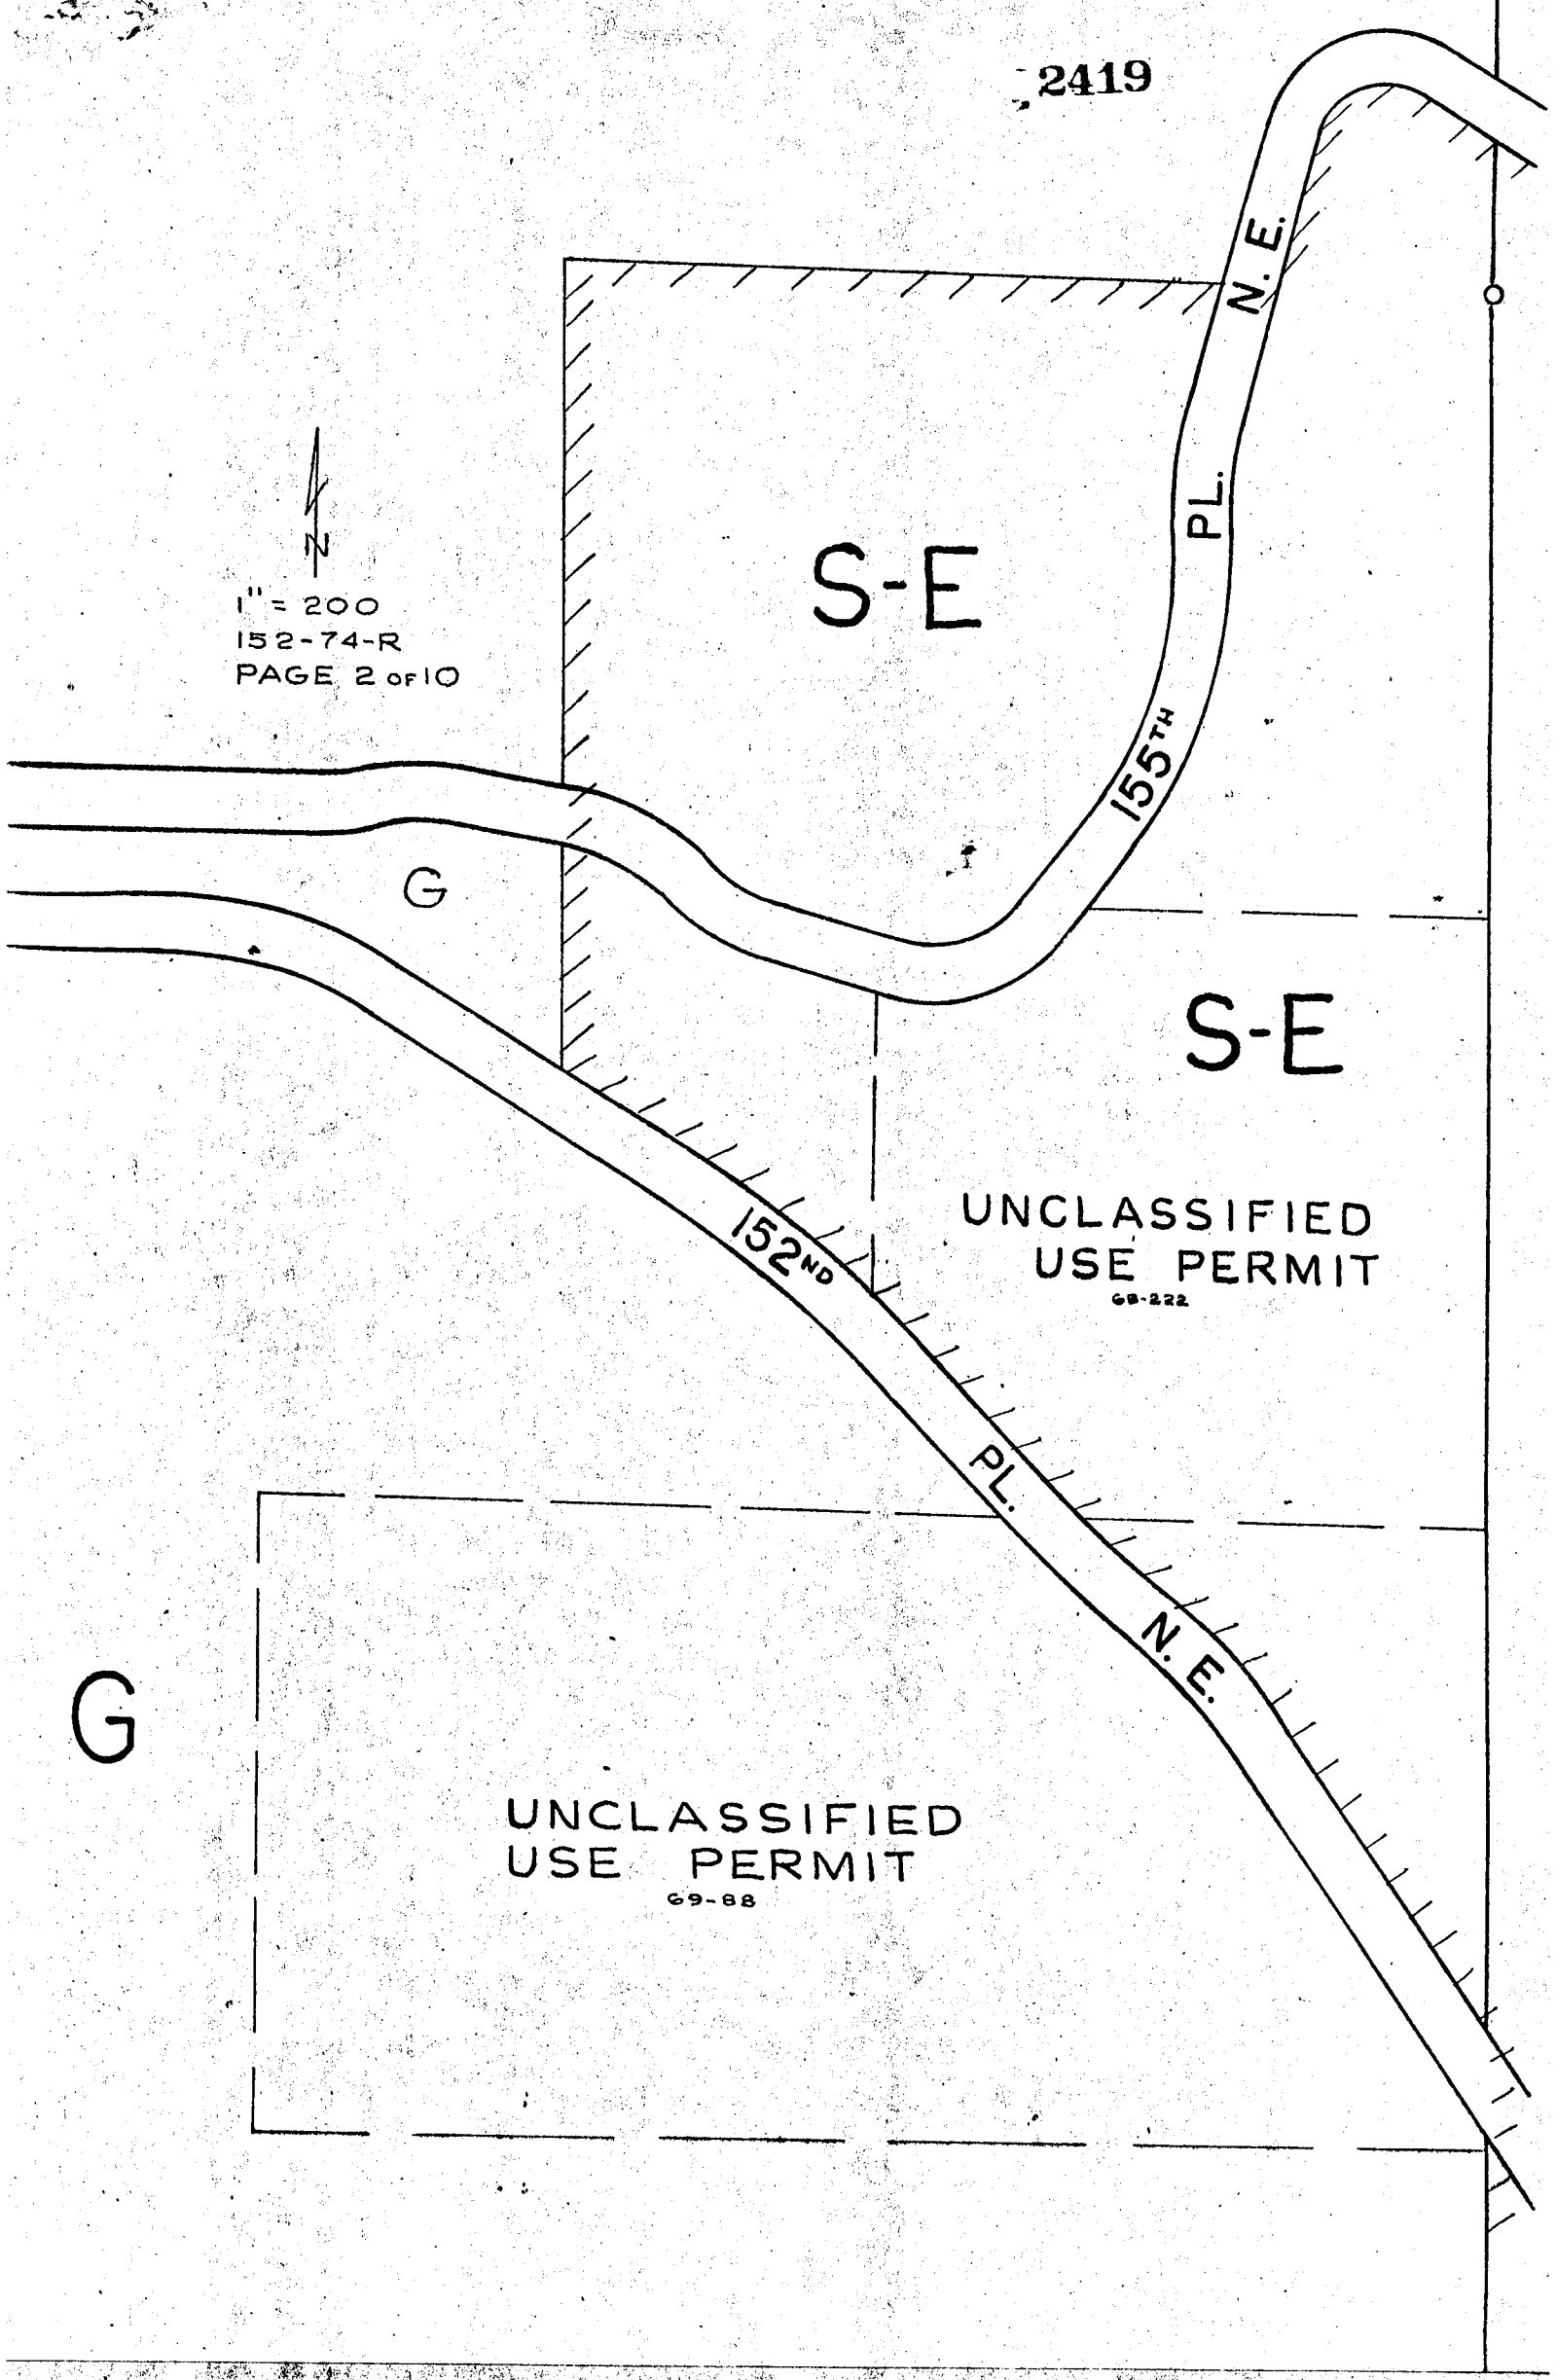 2419
N. E.
PL.
155TH
S-E
1" = 200
152-74-R
PAGE 2 OF 10
G
S-E
UNCLASSIFIED
USE PERMIT
68-222
152ND
PL.
N. E.
G
UNCLASSIFIED
USE PERMIT
69-88